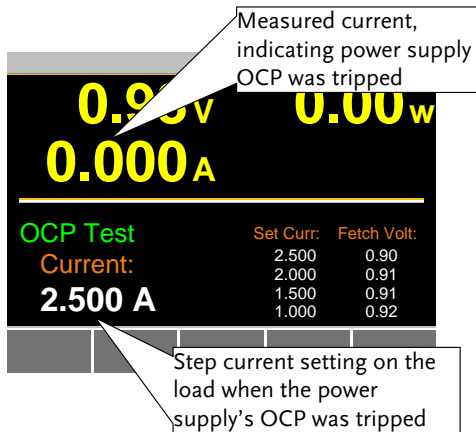 Measured current,
indicating power supply
OCP was tripped
V 0.00 w
0.000 A
OCP Test
Current:
2.500 A
Set Curr: Fetch Volt:
2.500 0.90
2.000 0.91
1.500 0.91
1.000 0.92
Step current setting on the
load when the power
supply's OCP was tripped